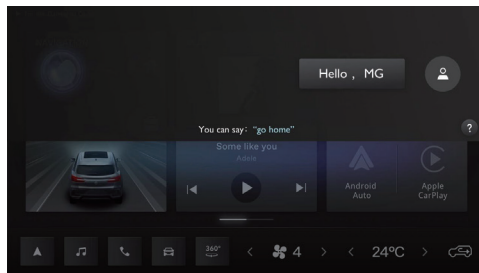 Hello , MG
You can say: “go home”
?
Some like you
Adele
Android
Auto
Apple
CarPlay
360°
< 4 > < 24°C >